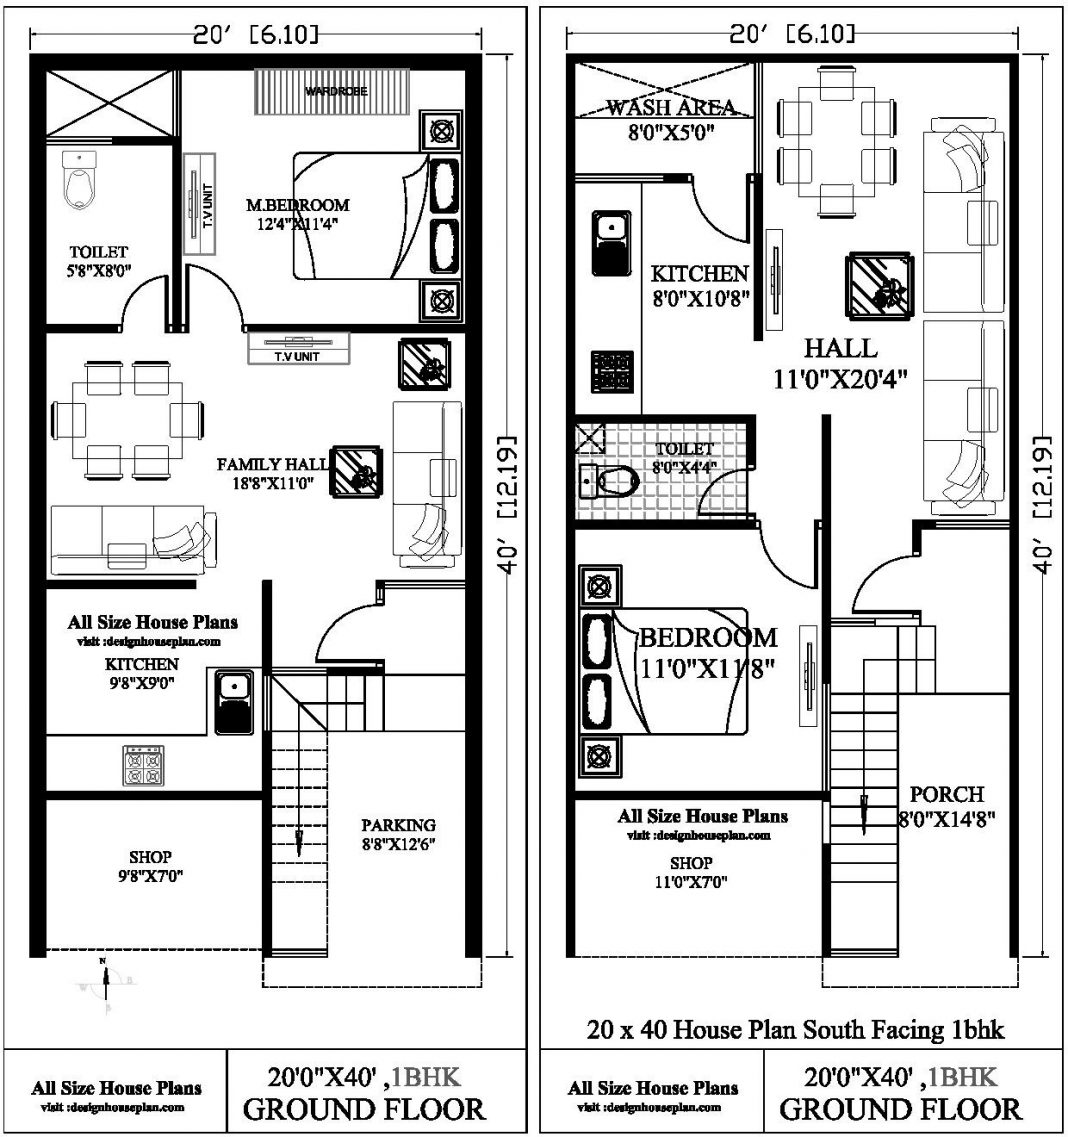 20' [6.10]
WARDROBE
T.V UNIT
M.BEDROOM
12'4"X11'4"
TOILET
5'8"X8'0"
T.V UNIT
FAMILY HALL
18'8"X11'0"
40' [12.19]
All Size House Plans
visit :designhouseplan.com
KITCHEN
9'8"X9'0"
PARKING
8'8"X12'6"
SHOP
9'8"X7'0"
N
W
B
B
All Size House Plans
visit :designhouseplan.com
20'0"X40' ,1BHK
GROUND FLOOR
20' [6.10]
WASH AREA
8'0"X5'0"
KITCHEN
8'0"X10'8"
HALL
11'0"X20'4"
TOILET
8'0"X4'4"
40' [12.19]
BEDROOM
11'0"X11'8"
PORCH
8'0"X14'8"
All Size House Plans
visit :designhouseplan.com
SHOP
11'0"X7'0"
20 x 40 House Plan South Facing 1bhk
All Size House Plans
visit :designhouseplan.com
20'0"X40' ,1BHK
GROUND FLOOR